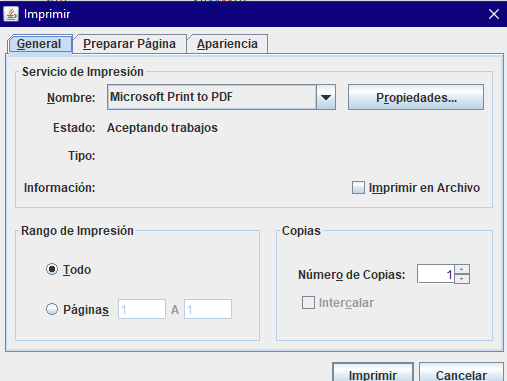 Imprimir
General Preparar Página Apariencia
Servicio de Impresión
Nombre: Microsoft Print to PDF Propiedades...
Estado: Aceptando trabajos
Tipo:
Información: Imprimir en Archivo
Rango de Impresión
Todo
Páginas 1 A 1
Copias
Número de Copias: 1
Intercalar
Imprimir Cancelar